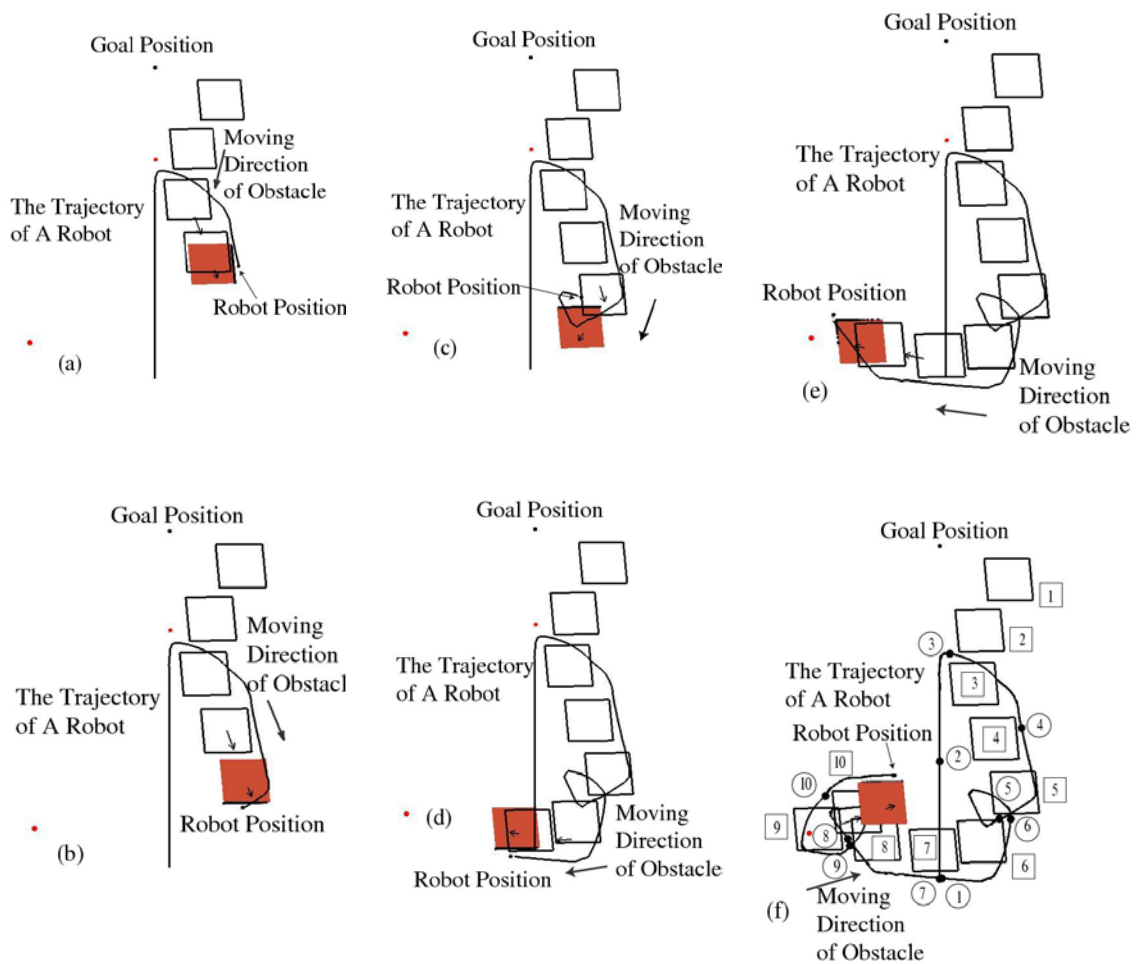 Goal Position
Moving
Direction
of Obstacle
The Trajectory
of A Robot
Robot Position
(a)
Goal Position
The Trajectory
of A Robot
Moving
Direction
of Obstacle
Robot Position
(c)
Goal Position
The Trajectory
of A Robot
Robot Position
(e)
Moving
Direction
of Obstacle
Goal Position
Moving
Direction
of Obstacl
The Trajectory
of A Robot
Robot Position
(b)
Goal Position
The Trajectory
of A Robot
(d)
Moving
Direction
of Obstacle
Robot Position
Goal Position
1
2
3
The Trajectory
of A Robot
3
4
4
Robot Position
2
10
10
5
5
6
9
8
7
8
9
6
7
1
(f)
Moving
Direction
of Obstacle